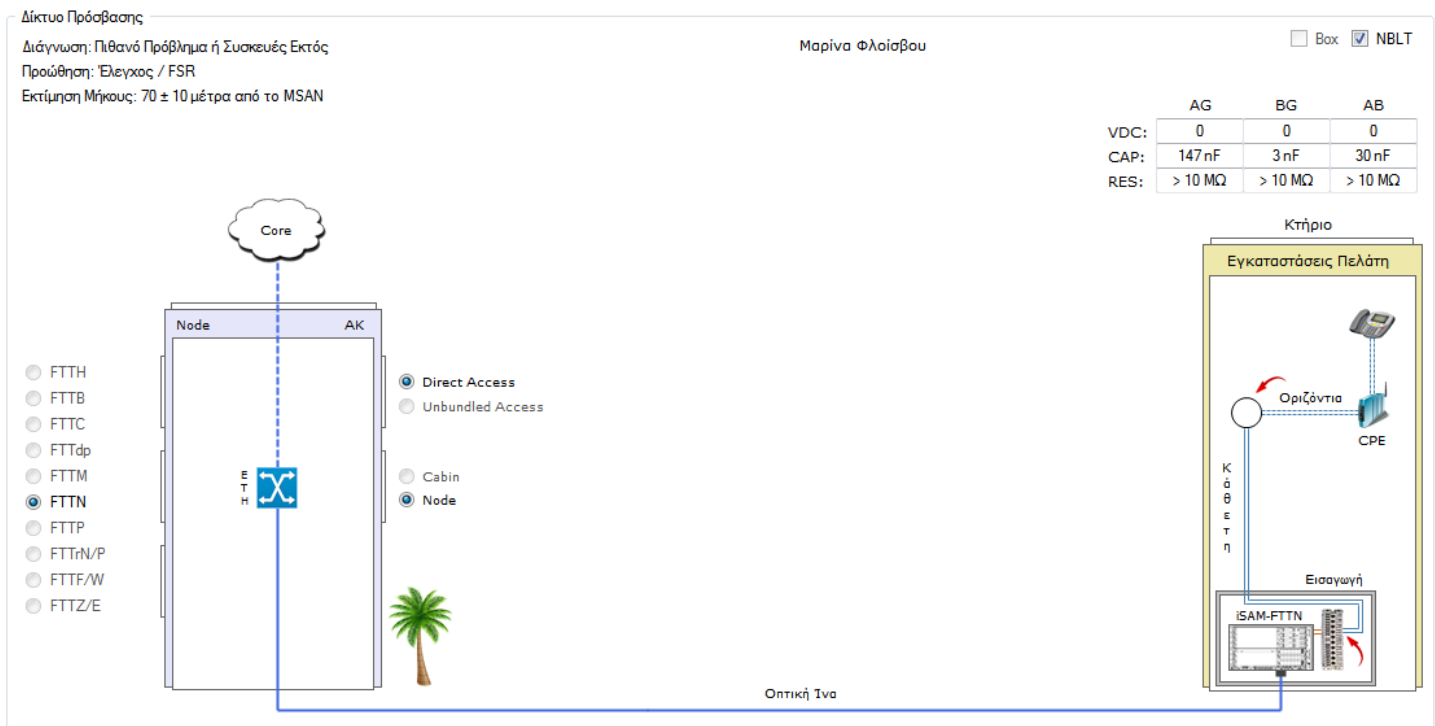 Δίκτυο Πρόσβασης
Διάγνωση: Πιθανό Πρόβλημα ή Συσκευές Εκτός
Προώθηση: Έλεγχος / FSR
Εκτίμηση Μήκους: 70 ± 10 μέτρα από το MSAN
Μαρίνα Φλοίσβου
Box NBLT
AG BG AB
VDC: 0 0 0
CAP: 147 nF 3 nF 30 nF
RES: > 10 MΩ > 10 MΩ > 10 MΩ
Core
Node AK
FTTH
FTTB
FTTC
FTTdp
FTTM
FTTN
FTTP
FTTrN/P
FTTF/W
FTTZ/E
ETH
Direct Access
Unbundled Access
Cabin
Node
Οπτική Ίνα
Κτήριο
Εγκαταστάσεις Πελάτη
Οριζόντια
CPE
Κάθετη
Εισαγωγή
iSAM-FTTN